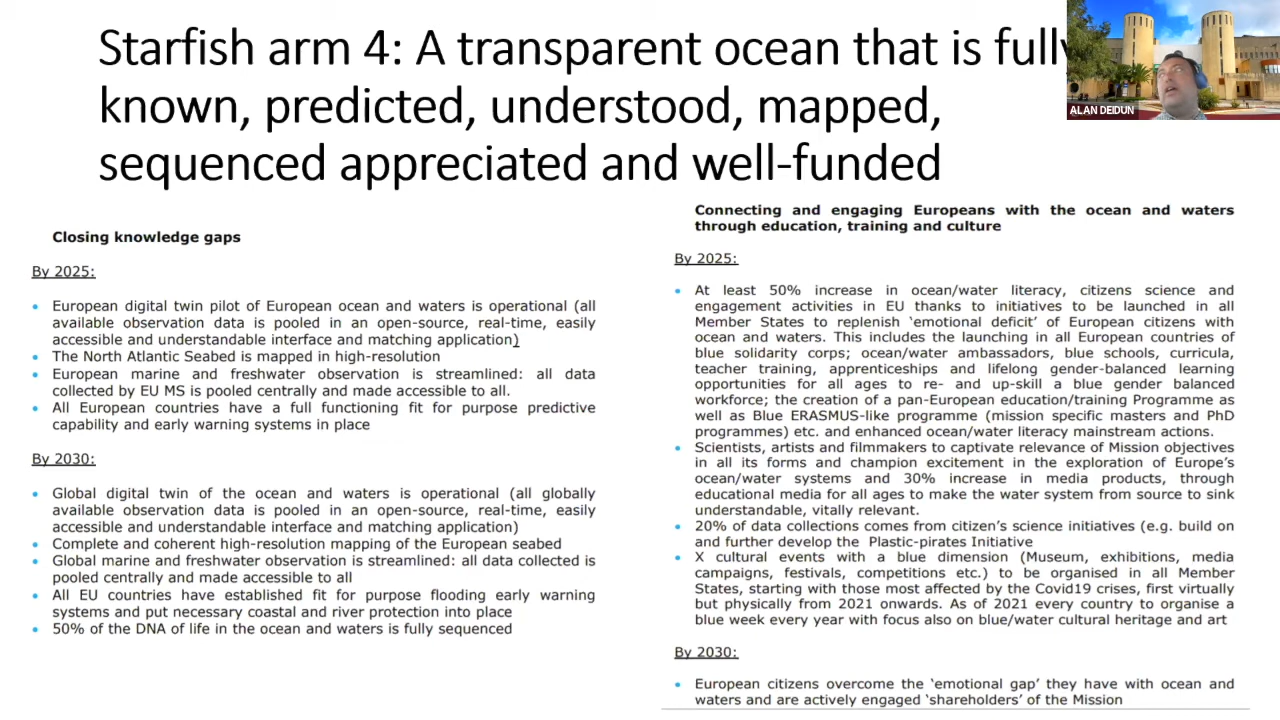 Starfish arm 4: A transparent ocean that is fully
known, predicted, understood, mapped,
sequenced appreciated and well-funded
ALAN DEIDUN
Closing knowledge gaps
By 2025:
• European digital twin pilot of European ocean and waters is operational (all
available observation data is pooled in an open-source, real-time, easily
accessible and understandable interface and matching application)
• The North Atlantic Seabed is mapped in high-resolution
• European marine and freshwater observation is streamlined: all data
collected by EU MS is pooled centrally and made accessible to all.
• All European countries have a full functioning fit for purpose predictive
capability and early warning systems in place
By 2030:
• Global digital twin of the ocean and waters is operational (all globally
available observation data is pooled in an open-source, real-time, easily
accessible and understandable interface and matching application)
• Complete and coherent high-resolution mapping of the European seabed
• Global marine and freshwater observation is streamlined: all data collected is
pooled centrally and made accessible to all
• All EU countries have established fit for purpose flooding early warning
systems and put necessary coastal and river protection into place
• 50% of the DNA of life in the ocean and waters is fully sequenced
Connecting and engaging Europeans with the ocean and waters
through education, training and culture
By 2025:
• At least 50% increase in ocean/water literacy, citizens science and
engagement activities in EU thanks to initiatives to be launched in all
Member States to replenish ‘emotional deficit’ of European citizens with
ocean and waters. This includes the launching in all European countries of
blue solidarity corps; ocean/water ambassadors, blue schools, curricula,
teacher training, apprenticeships and lifelong gender-balanced learning
opportunities for all ages to re- and up-skill a blue gender balanced
workforce; the creation of a pan-European education/training Programme as
well as Blue ERASMUS-like programme (mission specific masters and PhD
programmes) etc. and enhanced ocean/water literacy mainstream actions.
• Scientists, artists and filmmakers to captivate relevance of Mission objectives
in all its forms and champion excitement in the exploration of Europe’s
ocean/water systems and 30% increase in media products, through
educational media for all ages to make the water system from source to sink
understandable, vitally relevant.
• 20% of data collections comes from citizen’s science initiatives (e.g. build on
and further develop the Plastic-pirates Initiative
• X cultural events with a blue dimension (Museum, exhibitions, media
campaigns, festivals, competitions etc.) to be organised in all Member
States, starting with those most affected by the Covid19 crises, first virtually
but physically from 2021 onwards. As of 2021 every country to organise a
blue week every year with focus also on blue/water cultural heritage and art
By 2030:
• European citizens overcome the ‘emotional gap’ they have with ocean and
waters and are actively engaged ‘shareholders’ of the Mission